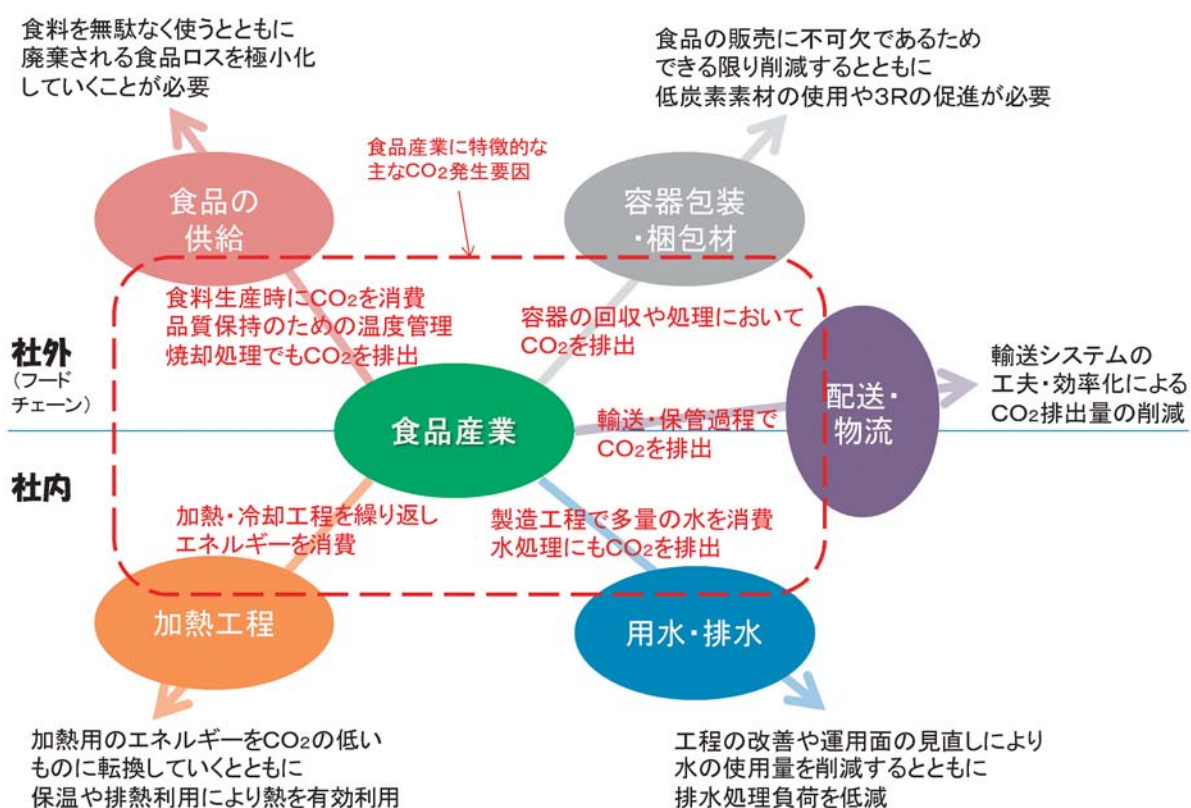 食料を無駄なく使うとともに
廃棄される食品ロスを極小化
していくことが必要
食品の販売に不可欠であるため
できる限り削減するとともに
低炭素素材の使用や3Rの促進が必要
食品産業に特徴的な
主なCO2発生要因
食品の
供給
容器包装
・梱包材
食料生産時にCO2を消費
品質保持のための温度管理
焼却処理でもCO2を排出
容器の回収や処理において
CO2を排出
社外
(フード
チェーン)
輸送システムの
工夫・効率化による
CO2排出量の削減
配送・
物流
食品産業
輸送・保管過程で
CO2を排出
社内
加熱・冷却工程を繰り返し
エネルギーを消費
製造工程で多量の水を消費
水処理にもCO2を排出
加熱工程
用水・排水
加熱用のエネルギーをCO2の低い
ものに転換していくとともに
保温や排熱利用により熱を有効利用
工程の改善や運用面の見直しにより
水の使用量を削減するとともに
排水処理負荷を低減